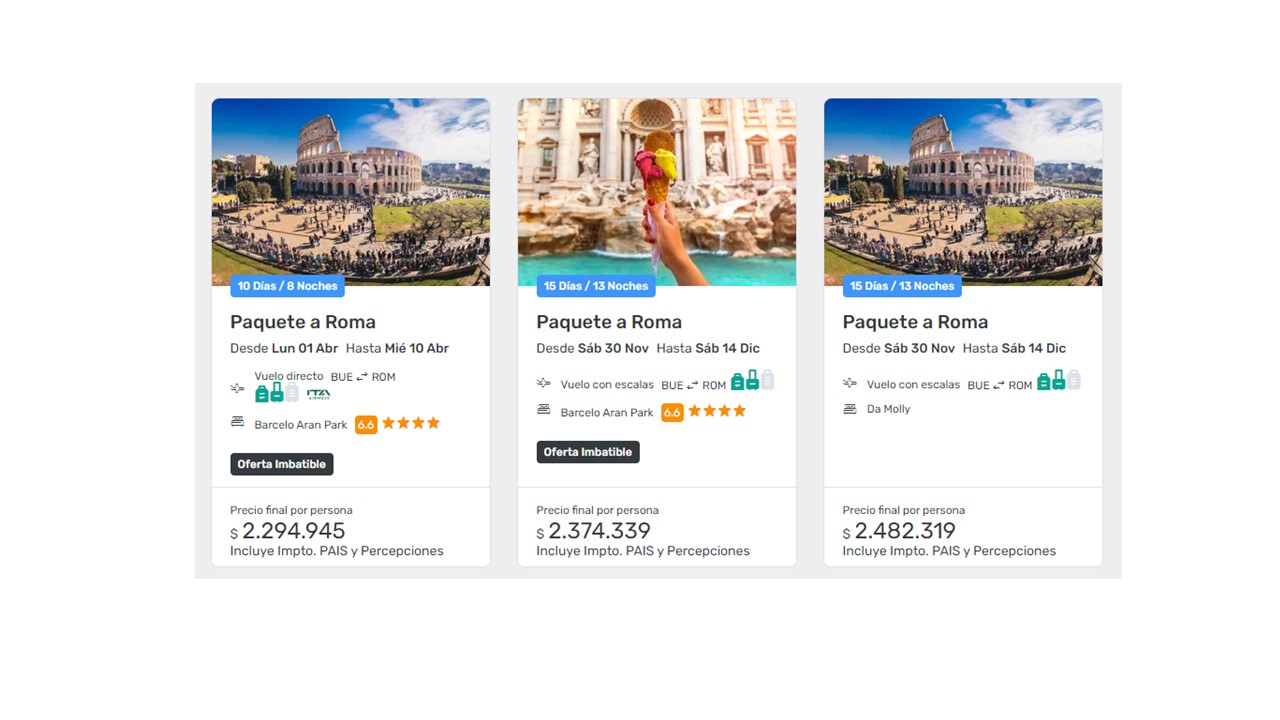 10 Días / 8 Noches
Paquete a Roma
Desde Lun 01 Abr Hasta Mié 10 Abr
Vuelo directo BUE ROM
ITA
AIRWAYS
Barcelo Aran Park 6.6
Oferta Imbatible
Precio final por persona
$ 2.294.945
Incluye Impto. PAIS y Percepciones
15 Días / 13 Noches
Paquete a Roma
Desde Sáb 30 Nov Hasta Sáb 14 Dic
Vuelo con escalas BUE ROM
Barcelo Aran Park 6.6
Oferta Imbatible
Precio final por persona
$ 2.374.339
Incluye Impto. PAIS y Percepciones
15 Días / 13 Noches
Paquete a Roma
Desde Sáb 30 Nov Hasta Sáb 14 Dic
Vuelo con escalas BUE ROM
Da Molly
Precio final por persona
$ 2.482.319
Incluye Impto. PAIS y Percepciones